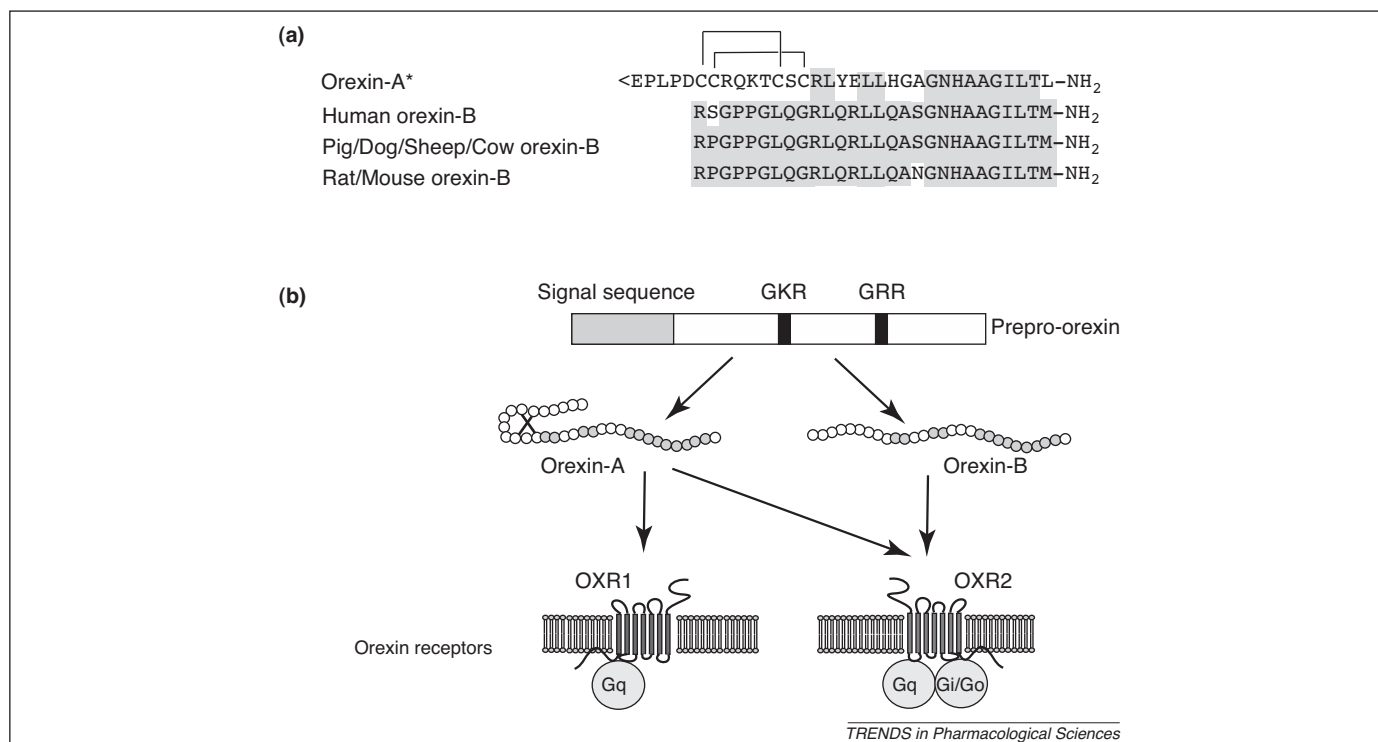 (a)
Orexin-A* <EPLPDCCRQKTCSCRLYELLHGAGNHAAGILTL–NH2
Human orexin-B RSGPPGLQGRLQRLLQASGNHAAGILTM–NH2
Pig/Dog/Sheep/Cow orexin-B RPGPPGLQGRLQRLLQASGNHAAGILTM–NH2
Rat/Mouse orexin-B RPGPPGLQGRLQRLLQANGNHAAGILTM–NH2
(b)
Signal sequence GKR GRR
Prepro-orexin
Orexin-A Orexin-B
OXR1 OXR2
Orexin receptors
Gq Gq Gi/Go
TRENDS in Pharmacological Sciences